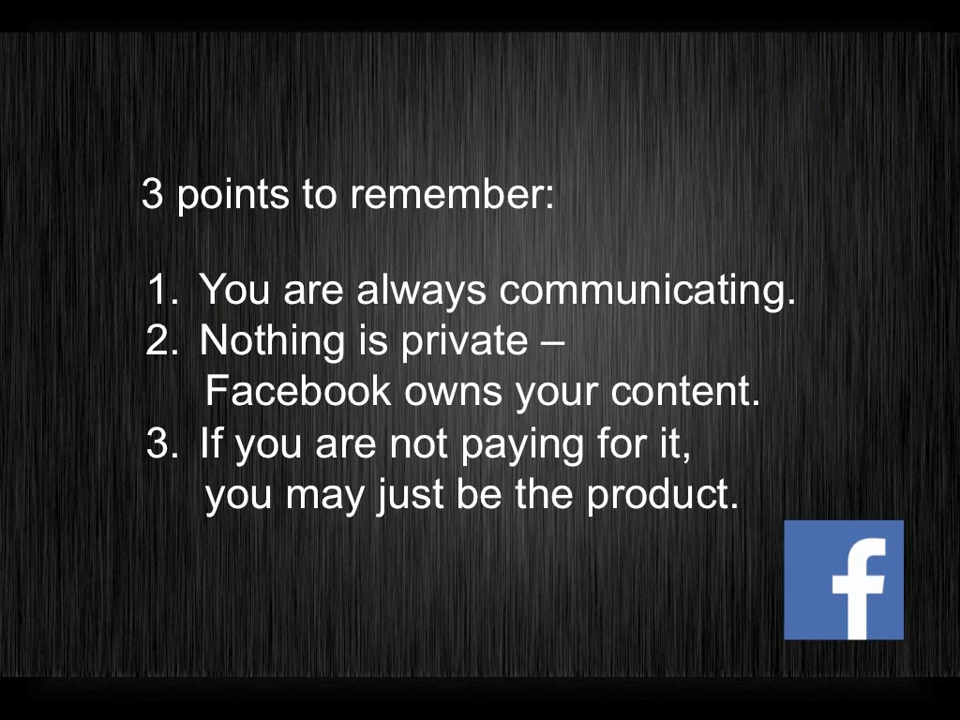 3 points to remember:
1. You are always communicating.
2. Nothing is private –
Facebook owns your content.
3. If you are not paying for it,
you may just be the product.
f